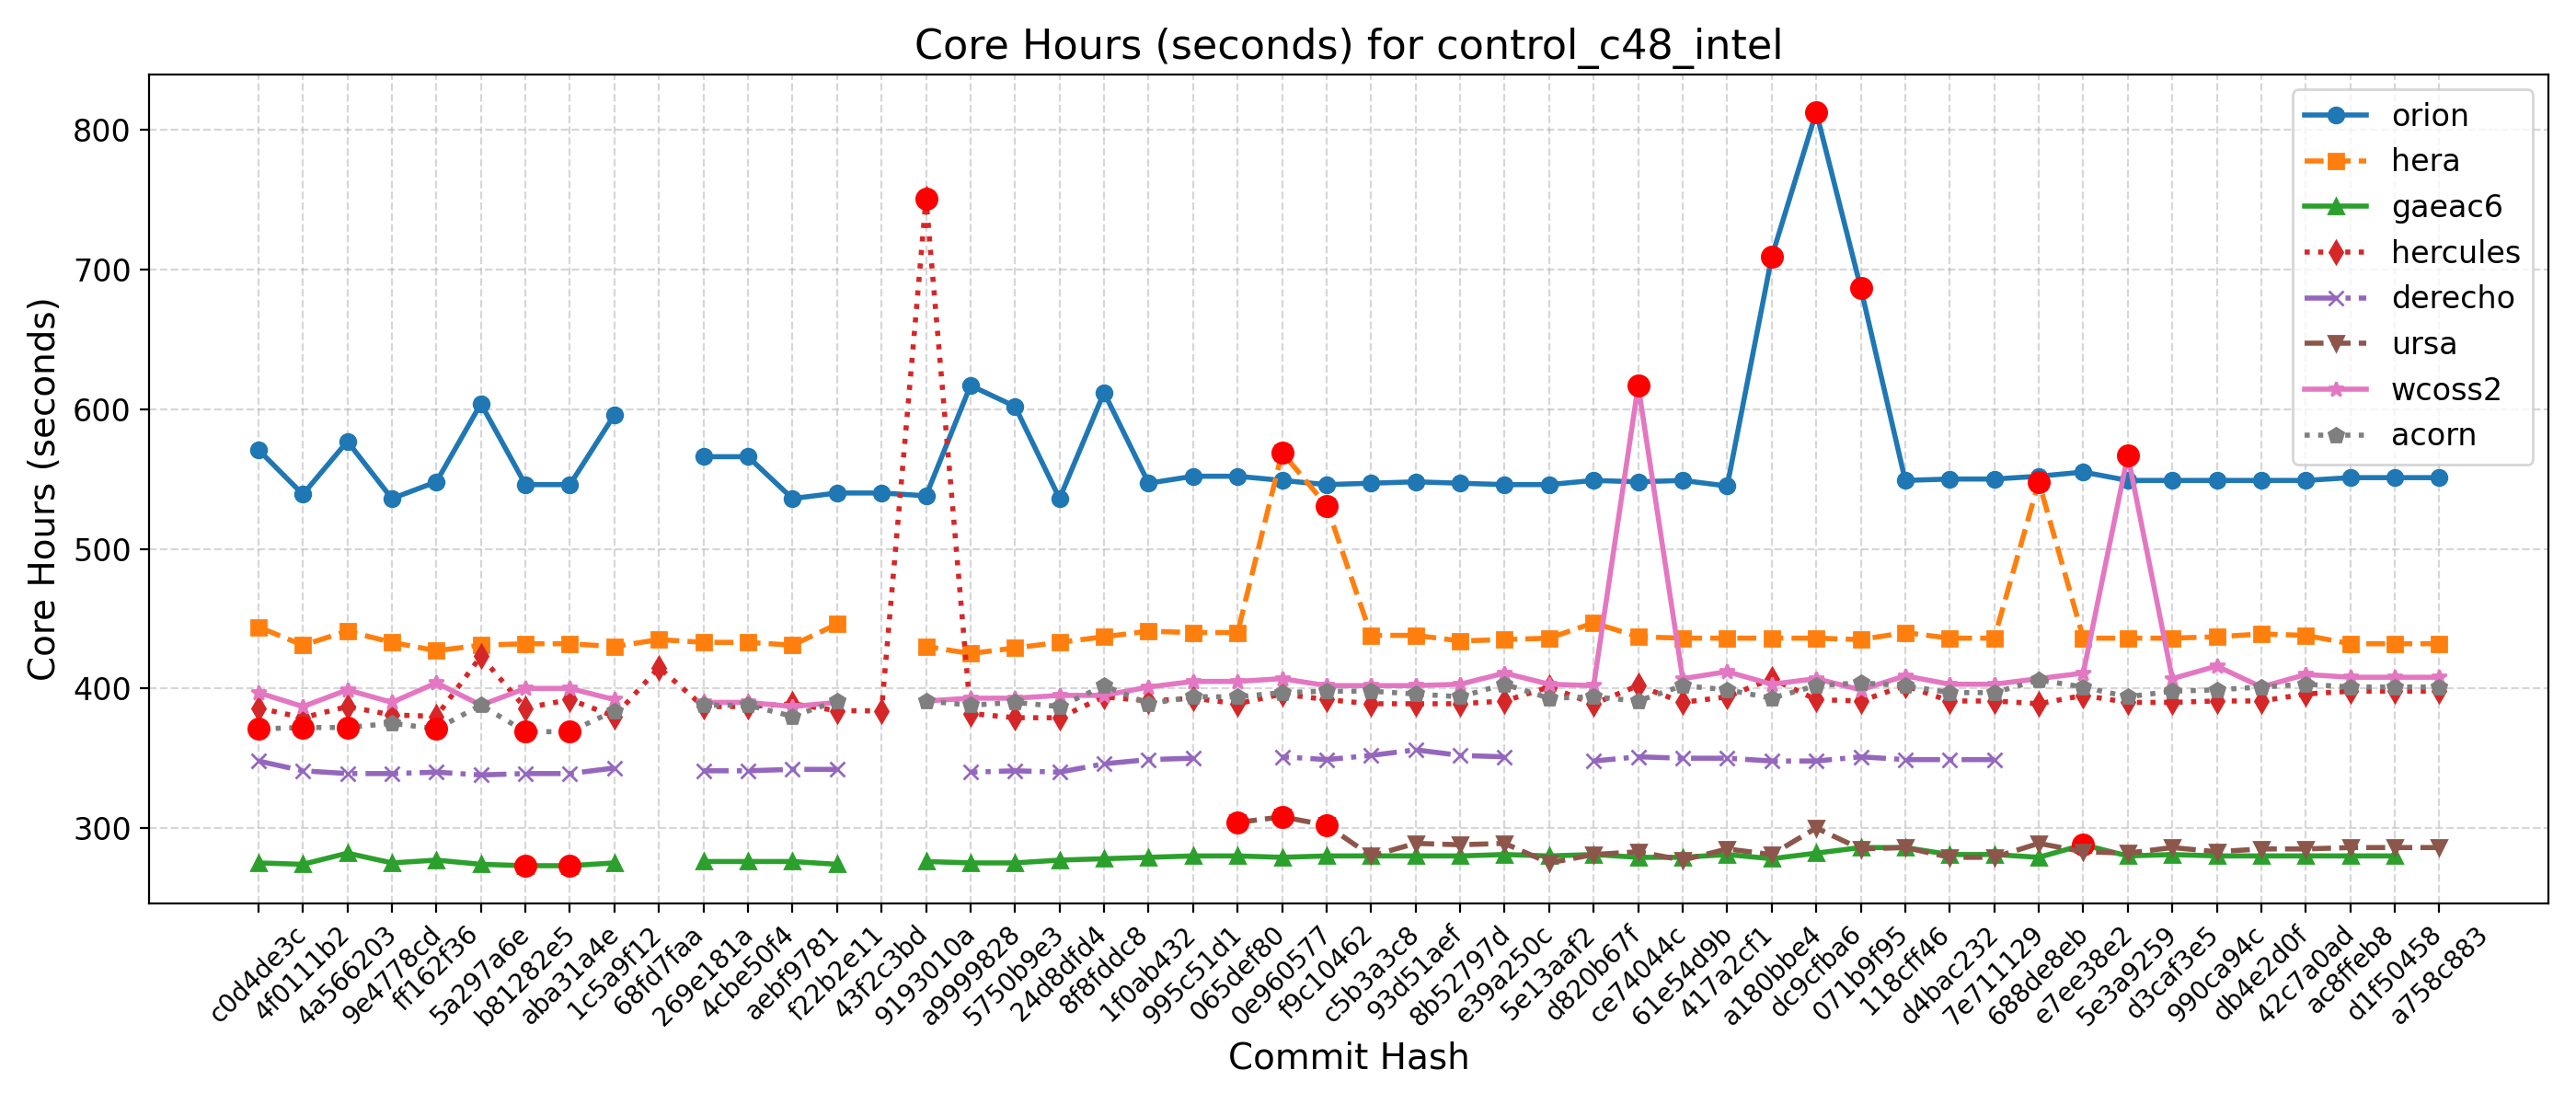 Core Hours (seconds) for control_c48_intel
Core Hours (seconds)
800
700
600
500
400
300
orion
hera
gaeac6
hercules
derecho
ursa
wcoss2
acorn
c0d4de3c
4f0111b2
4a566203
9e4778cd
ff162f36
5a297a6e
b81282e5
aba31a4e
1c5a9f12
68fd7faa
269e181a
4cbe50f4
aebf9781
f22b2e11
43f2c3bd
9193010a
a9999828
5750b9e3
24d8dfd4
8f8fddc8
1f0ab432
995c51d1
065def80
0e960577
f9c10462
c5b3a3c8
93d51aef
8b52797d
e39a250c
5e13aaf2
d820b67f
ce74044c
61e54d9b
417a2cf1
a180bbe4
dc9cfba6
071b9f95
118cff46
d4bac232
7e711129
688de8eb
e7ee38e2
5e3a9259
d3caf3e5
990ca94c
db4e2d0f
42c7a0ad
ac8ffeb8
d1f50458
a758c883
Commit Hash